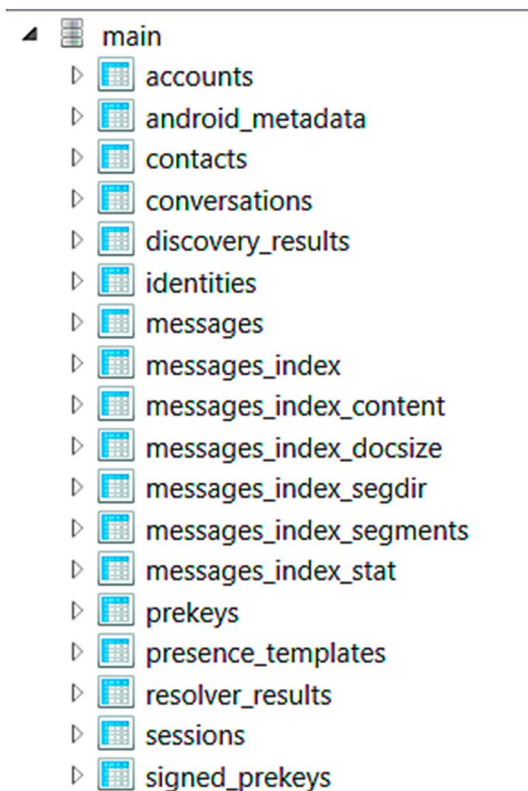 main
accounts
android_metadata
contacts
conversations
discovery_results
identities
messages
messages_index
messages_index_content
messages_index_docsize
messages_index_segdir
messages_index_segments
messages_index_stat
prekeys
presence_templates
resolver_results
sessions
signed_prekeys